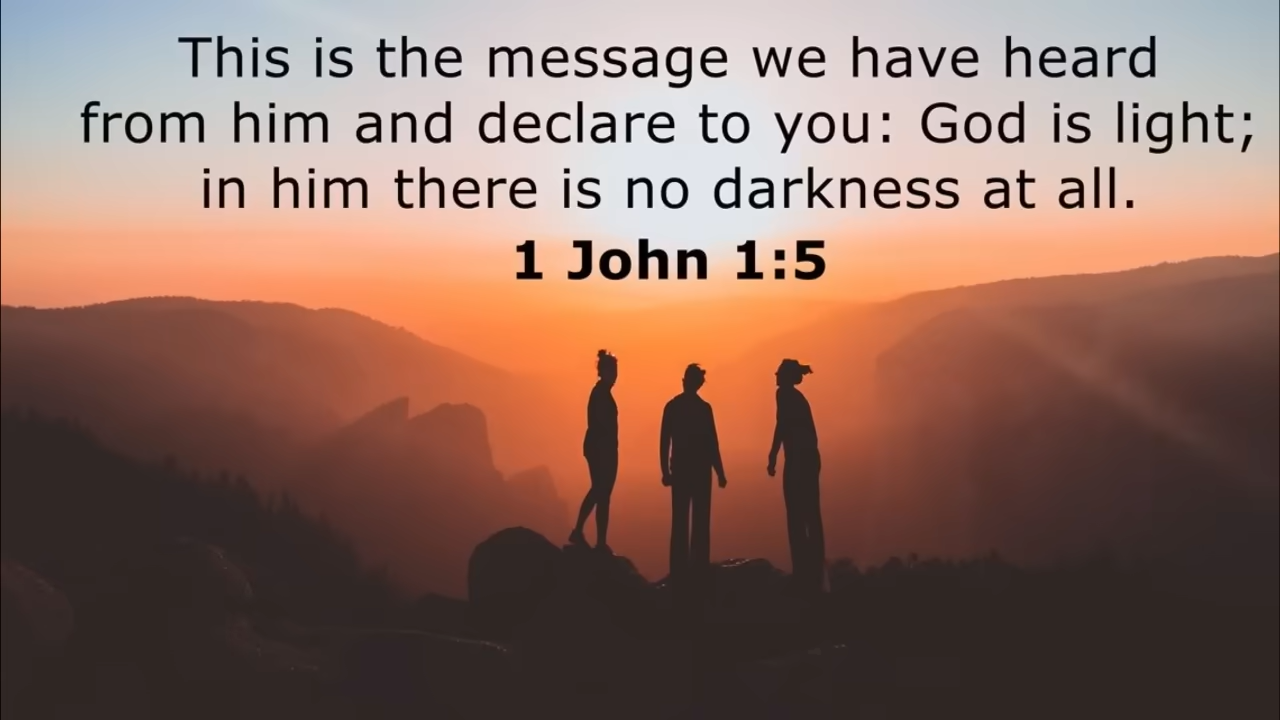 This is the message we have heard
from him and declare to you: God is light;
in him there is no darkness at all.
1 John 1:5